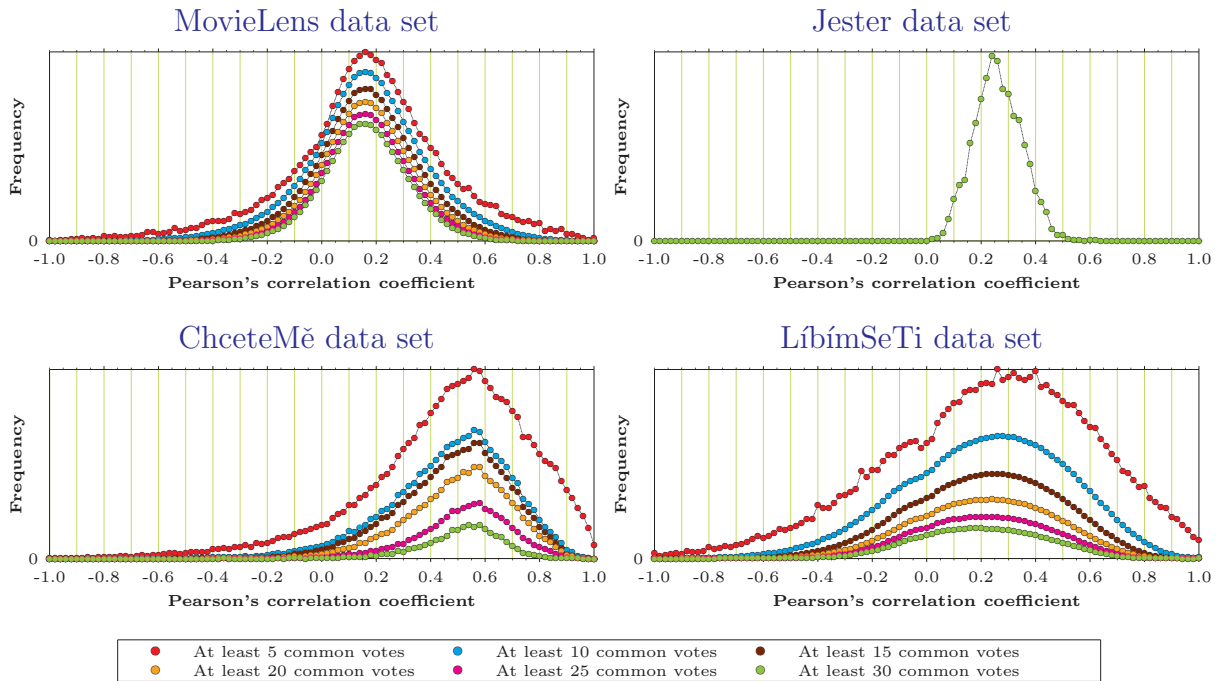 MovieLens data set
Frequency
0
-1.0 -0.8 -0.6 -0.4 -0.2 0.0 0.2 0.4 0.6 0.8 1.0
Pearson's correlation coefficient
Jester data set
Frequency
0
-1.0 -0.8 -0.6 -0.4 -0.2 0.0 0.2 0.4 0.6 0.8 1.0
Pearson's correlation coefficient
ChceteMě data set
Frequency
0
-1.0 -0.8 -0.6 -0.4 -0.2 0.0 0.2 0.4 0.6 0.8 1.0
Pearson's correlation coefficient
LíbímSeTi data set
Frequency
0
-1.0 -0.8 -0.6 -0.4 -0.2 0.0 0.2 0.4 0.6 0.8 1.0
Pearson's correlation coefficient
At least 5 common votes At least 10 common votes At least 15 common votes
At least 20 common votes At least 25 common votes At least 30 common votes